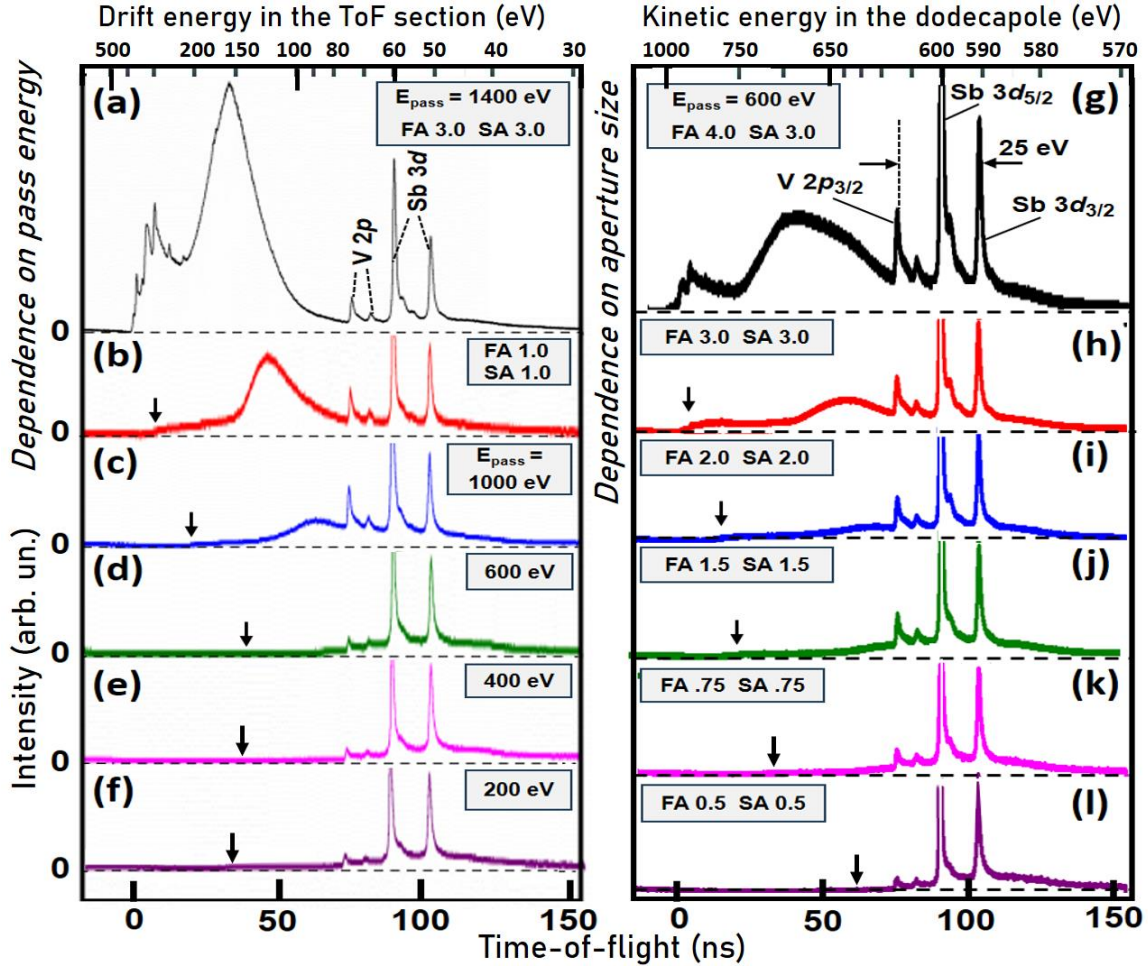 Drift energy in the ToF section (eV)
500 200 150 100 80 70 60 50 40 30
Dependence on pass energy
(a)
E_pass = 1400 eV
FA 3.0 SA 3.0
V 2p
Sb 3d
0
(b)
FA 1.0
SA 1.0
0
(c)
E_pass =
1000 eV
0
Intensity (arb. un.)
(d)
600 eV
0
(e)
400 eV
0
(f)
200 eV
0
0 50 100 150
Kinetic energy in the dodecapole (eV)
1000 750 650 600 590 580 570
Dependence on aperture size
(g)
E_pass = 600 eV
FA 4.0 SA 3.0
Sb 3d_5/2
25 eV
V 2p_3/2
Sb 3d_3/2
(h)
FA 3.0 SA 3.0
(i)
FA 2.0 SA 2.0
(j)
FA 1.5 SA 1.5
(k)
FA .75 SA .75
(l)
FA 0.5 SA 0.5
0 50 100 150
Time-of-flight (ns)